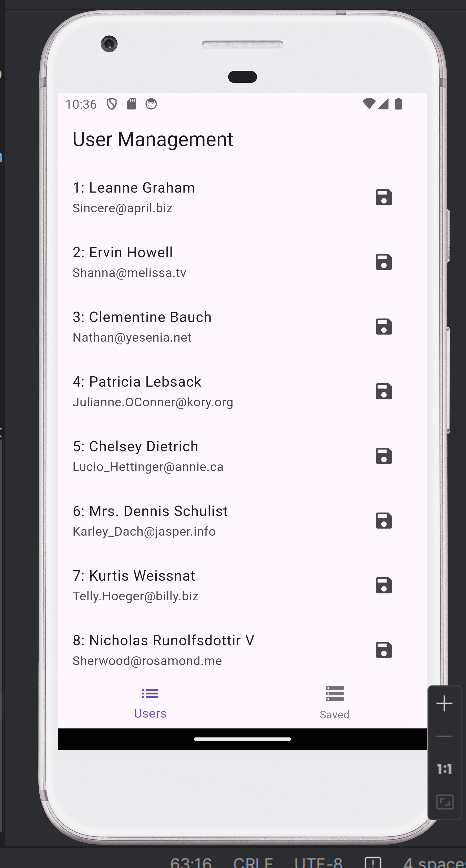 10:36
User Management
1: Leanne Graham
Sincere@april.biz
2: Ervin Howell
Shanna@melissa.tv
3: Clementine Bauch
Nathan@yesenia.net
4: Patricia Lebsack
Julianne.OConner@kory.org
5: Chelsey Dietrich
Lucio_Hettinger@annie.ca
6: Mrs. Dennis Schulist
Karley_Dach@jasper.info
7: Kurtis Weissnat
Telly.Hoeger@billy.biz
8: Nicholas Runolfsdottir V
Sherwood@rosamond.me
Users Saved
1:1
63:16 CRLF UTF-8 4 spaces